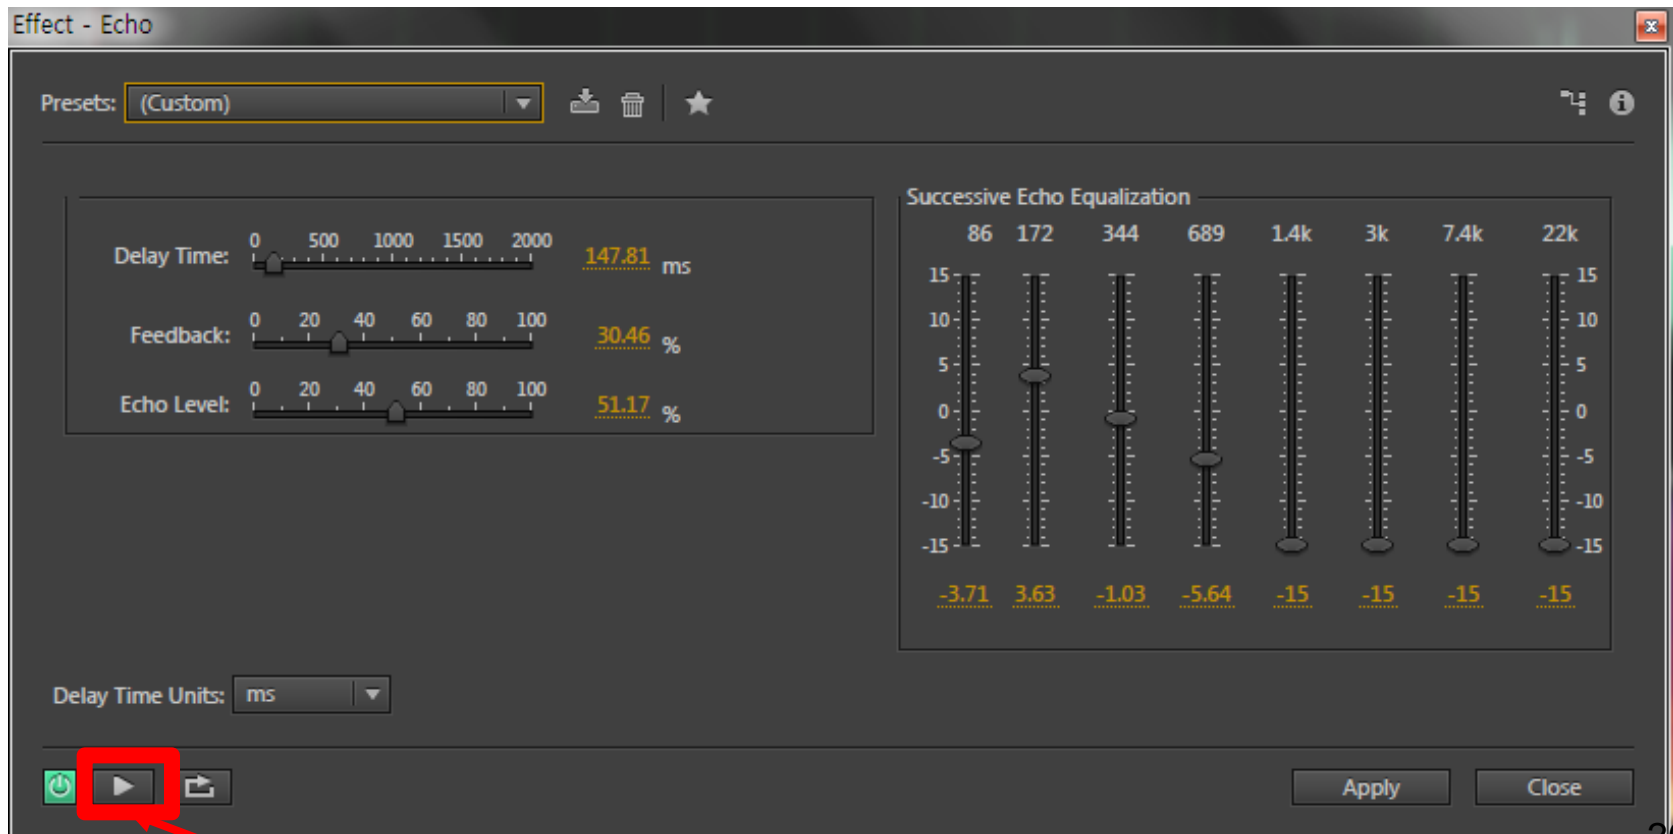 Effect - Echo
Presets: (Custom)
Delay Time: 0 500 1000 1500 2000 147.81 ms
Feedback: 0 20 40 60 80 100 30.46 %
Echo Level: 0 20 40 60 80 100 51.17 %
Successive Echo Equalization
86 172 344 689 1.4k 3k 7.4k 22k
15 15
10 10
5 5
0 0
-5 -5
-10 -10
-15 -15
-3.71 3.63 -1.03 -5.64 -15 -15 -15 -15
Delay Time Units: ms
Apply Close